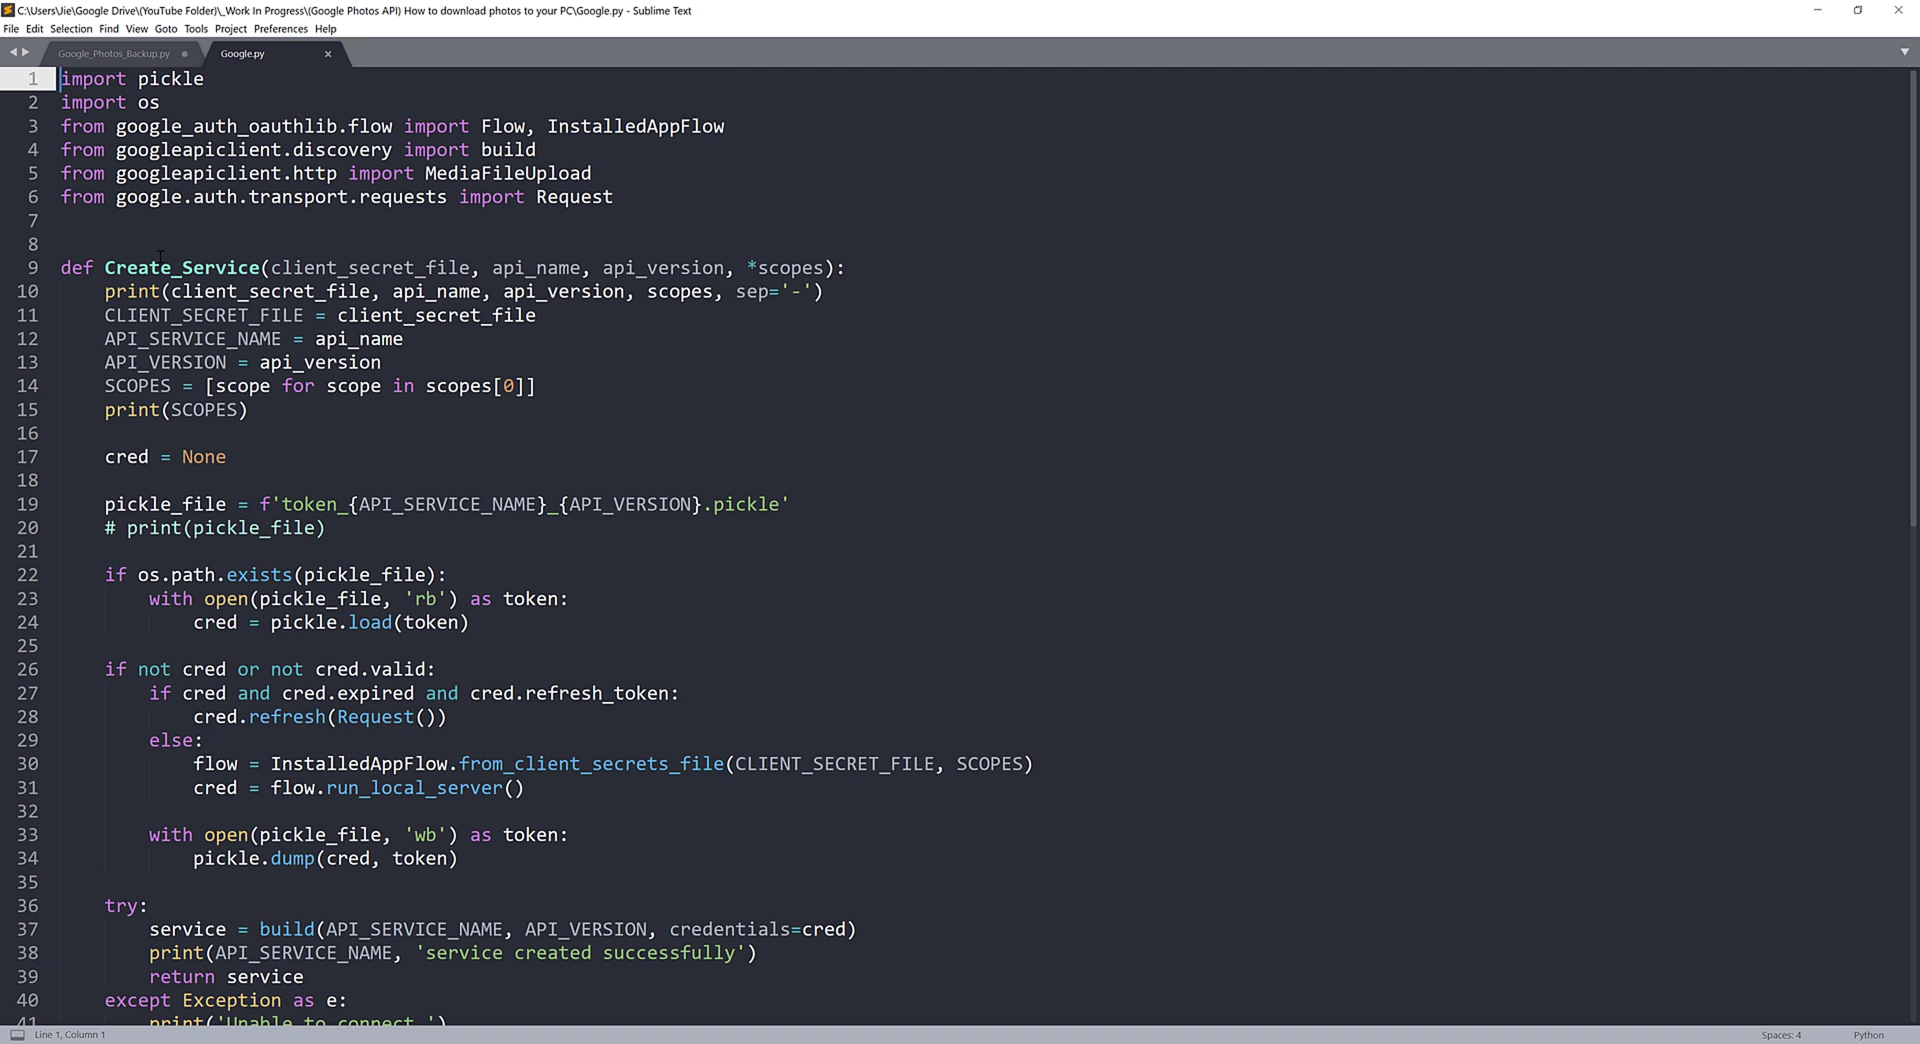 C:\Users\Jie\Google Drive\(YouTube Folder)\_Work In Progress\(Google Photos API) How to download photos to your PC\Google.py - Sublime Text
File Edit Selection Find View Goto Tools Project Preferences Help
Google_Photos_Backup.py Google.py
1 import pickle
2 import os
3 from google_auth_oauthlib.flow import Flow, InstalledAppFlow
4 from googleapiclient.discovery import build
5 from googleapiclient.http import MediaFileUpload
6 from google.auth.transport.requests import Request
7
8
9 def Create_Service(client_secret_file, api_name, api_version, *scopes):
10     print(client_secret_file, api_name, api_version, scopes, sep='-')
11     CLIENT_SECRET_FILE = client_secret_file
12     API_SERVICE_NAME = api_name
13     API_VERSION = api_version
14     SCOPES = [scope for scope in scopes[0]]
15     print(SCOPES)
16
17     cred = None
18
19     pickle_file = f'token_{API_SERVICE_NAME}_{API_VERSION}.pickle'
20     # print(pickle_file)
21
22     if os.path.exists(pickle_file):
23         with open(pickle_file, 'rb') as token:
24             cred = pickle.load(token)
25
26     if not cred or not cred.valid:
27         if cred and cred.expired and cred.refresh_token:
28             cred.refresh(Request())
29         else:
30             flow = InstalledAppFlow.from_client_secrets_file(CLIENT_SECRET_FILE, SCOPES)
31             cred = flow.run_local_server()
32
33         with open(pickle_file, 'wb') as token:
34             pickle.dump(cred, token)
35
36     try:
37         service = build(API_SERVICE_NAME, API_VERSION, credentials=cred)
38         print(API_SERVICE_NAME, 'service created successfully')
39         return service
40     except Exception as e:
41         print('Unable to connect.')
Line 1, Column 1 Spaces: 4 Python